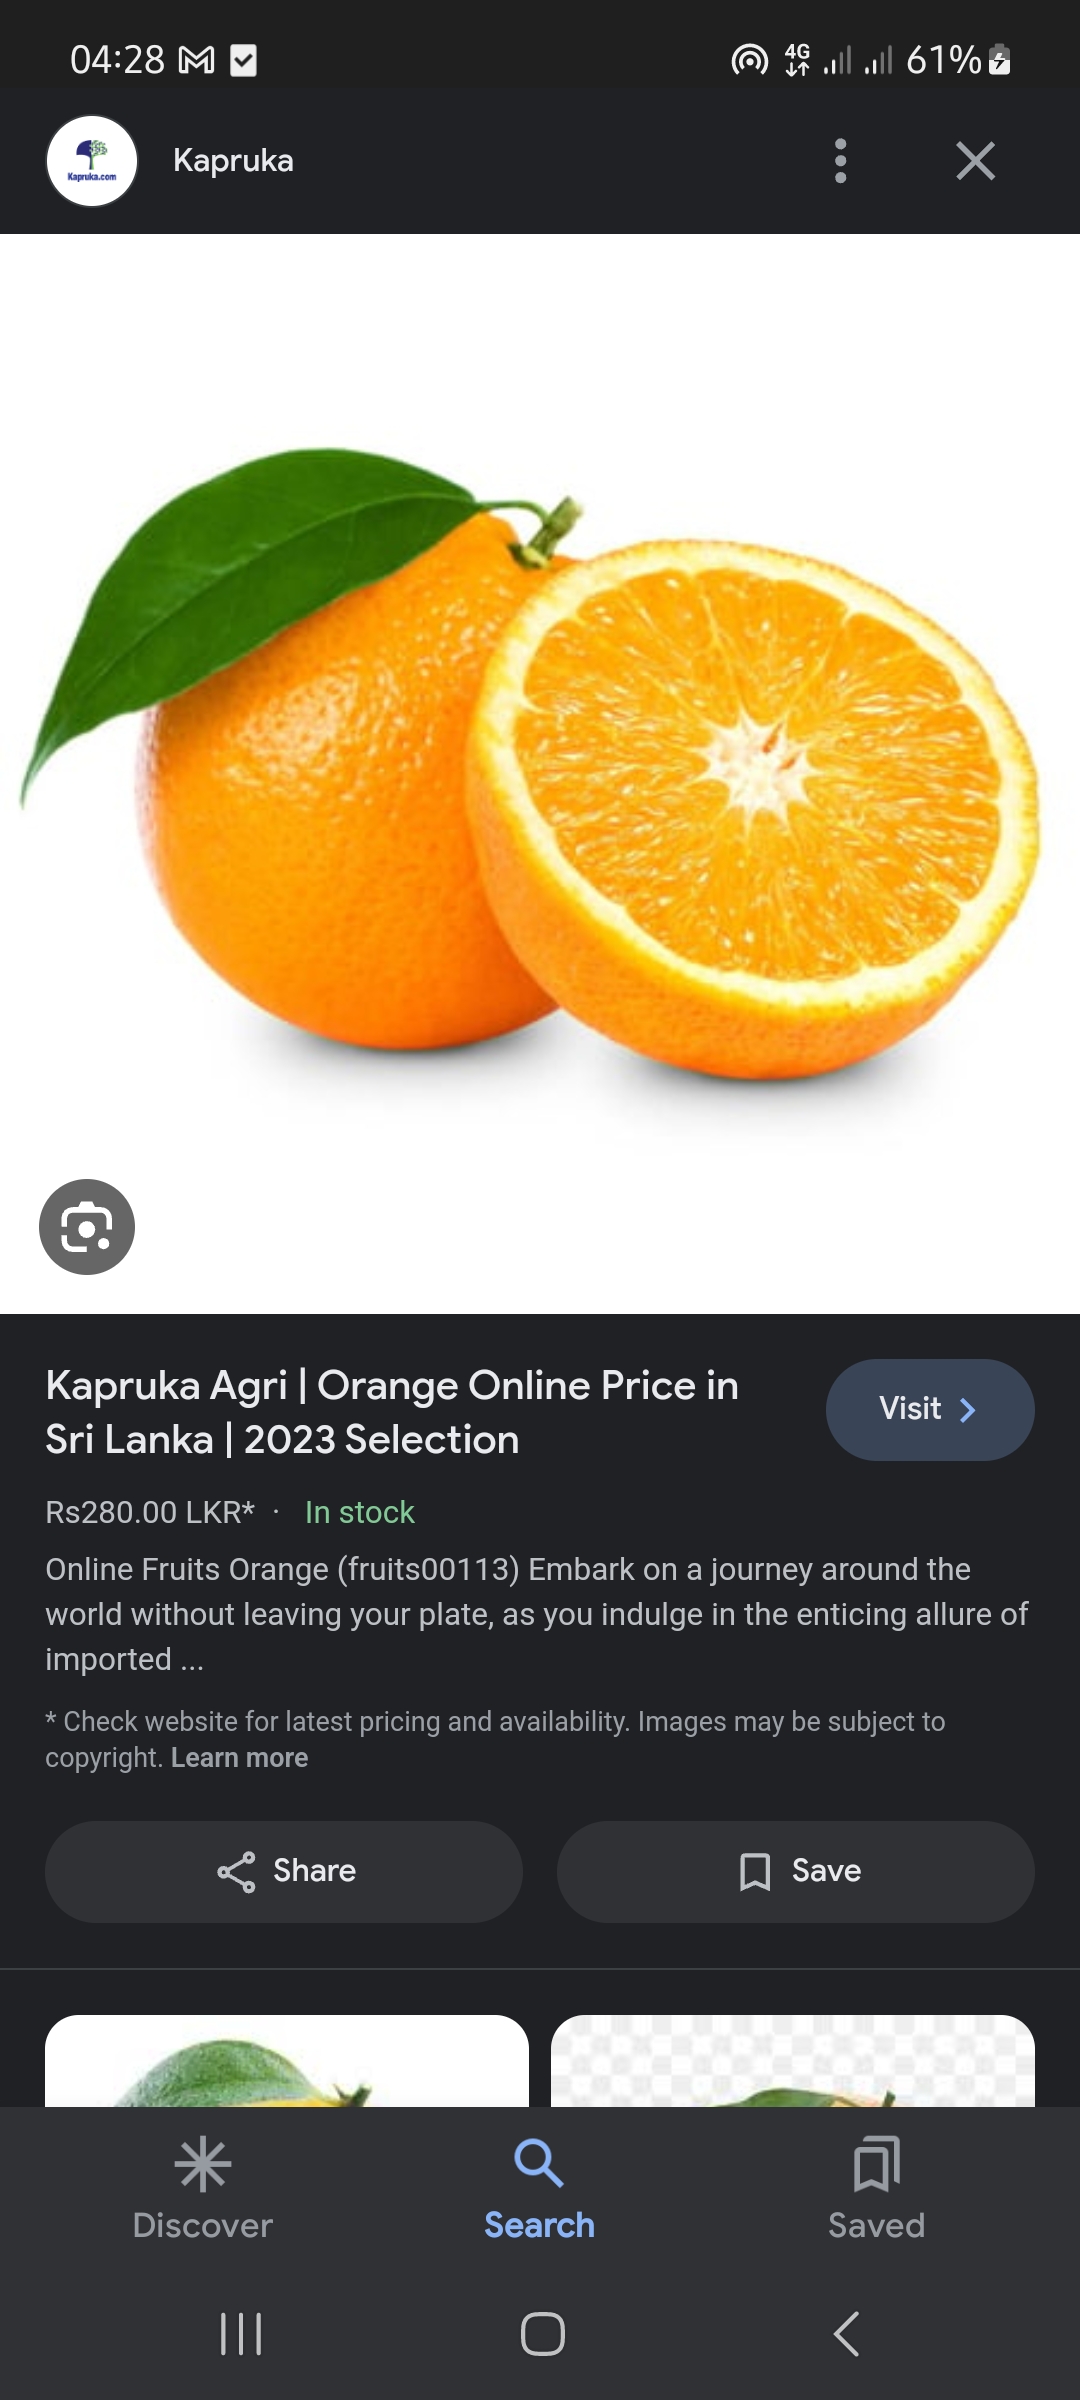 04:28
4G
61%
Kapruka.com
Kapruka
Kapruka Agri | Orange Online Price in
Sri Lanka | 2023 Selection
Visit
Rs280.00 LKR* · In stock
Online Fruits Orange (fruits00113) Embark on a journey around the
world without leaving your plate, as you indulge in the enticing allure of
imported ...
* Check website for latest pricing and availability. Images may be subject to
copyright. Learn more
Share
Save
Discover
Search
Saved